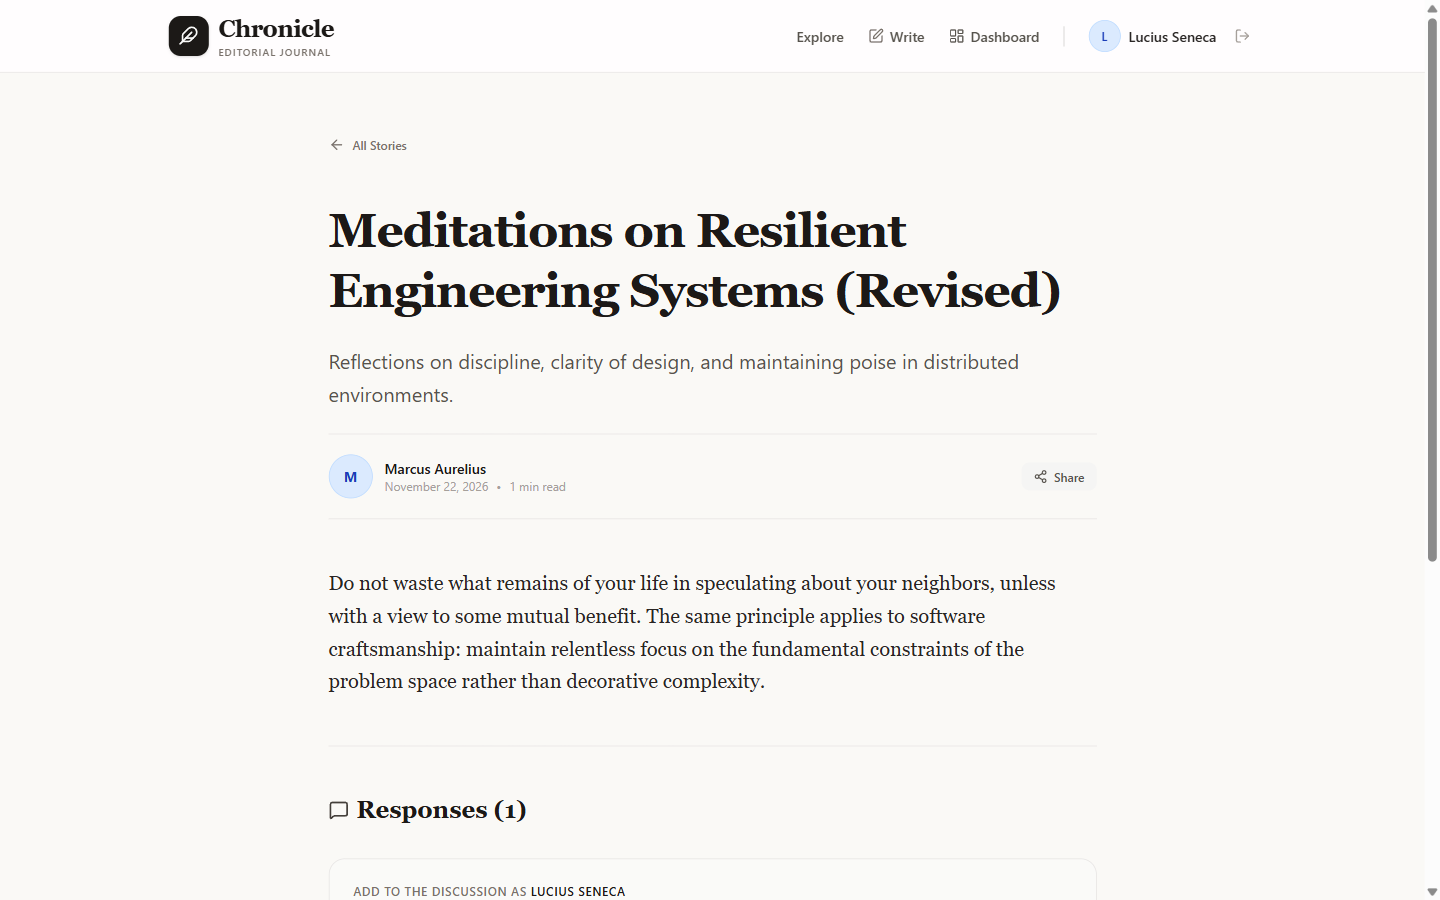 Chronicle
EDITORIAL JOURNAL
Explore
Write
Dashboard
L
Lucius Seneca
All Stories
Meditations on Resilient
Engineering Systems (Revised)
Reflections on discipline, clarity of design, and maintaining poise in distributed
environments.
M
Marcus Aurelius
November 22, 2026 • 1 min read
Share
Do not waste what remains of your life in speculating about your neighbors, unless
with a view to some mutual benefit. The same principle applies to software
craftsmanship: maintain relentless focus on the fundamental constraints of the
problem space rather than decorative complexity.
Responses (1)
ADD TO THE DISCUSSION AS LUCIUS SENECA